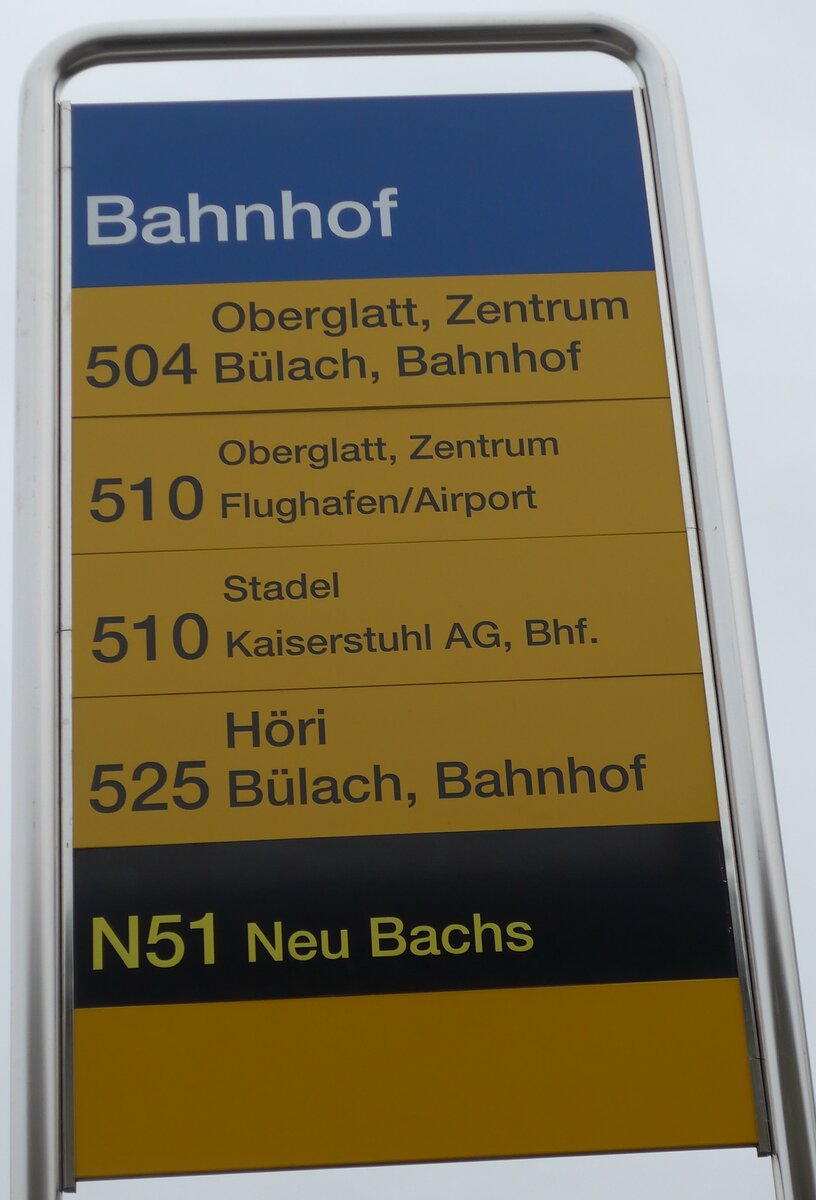 Bahnhof
Oberglatt, Zentrum
504 Bülach, Bahnhof
Oberglatt, Zentrum
510 Flughafen/Airport
Stadel
510 Kaiserstuhl AG, Bhf.
Höri
525 Bülach, Bahnhof
N51 Neu Bachs